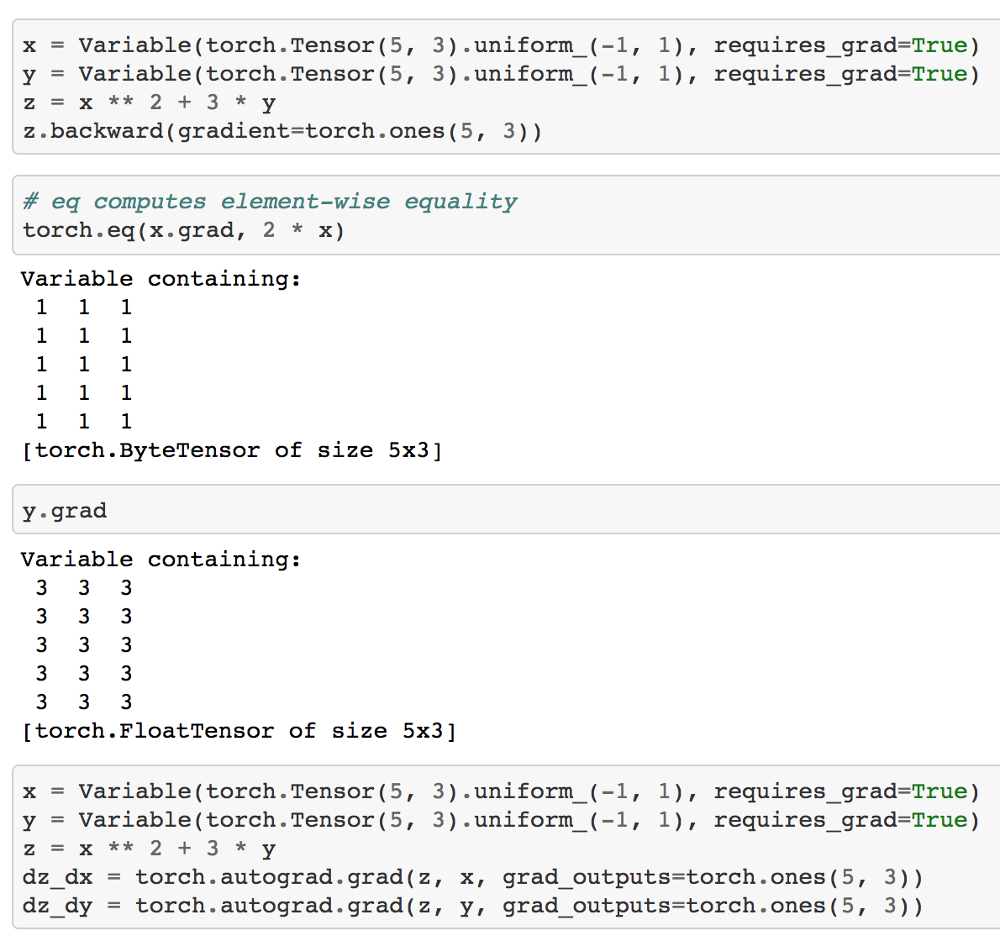 x = Variable(torch.Tensor(5, 3).uniform_(-1, 1), requires_grad=True)
y = Variable(torch.Tensor(5, 3).uniform_(-1, 1), requires_grad=True)
z = x ** 2 + 3 * y
z.backward(gradient=torch.ones(5, 3))
# eq computes element-wise equality
torch.eq(x.grad, 2 * x)
Variable containing:
1 1 1
1 1 1
1 1 1
1 1 1
1 1 1
[torch.ByteTensor of size 5x3]
y.grad
Variable containing:
3 3 3
3 3 3
3 3 3
3 3 3
3 3 3
[torch.FloatTensor of size 5x3]
x = Variable(torch.Tensor(5, 3).uniform_(-1, 1), requires_grad=True)
y = Variable(torch.Tensor(5, 3).uniform_(-1, 1), requires_grad=True)
z = x ** 2 + 3 * y
dz_dx = torch.autograd.grad(z, x, grad_outputs=torch.ones(5, 3))
dz_dy = torch.autograd.grad(z, y, grad_outputs=torch.ones(5, 3))